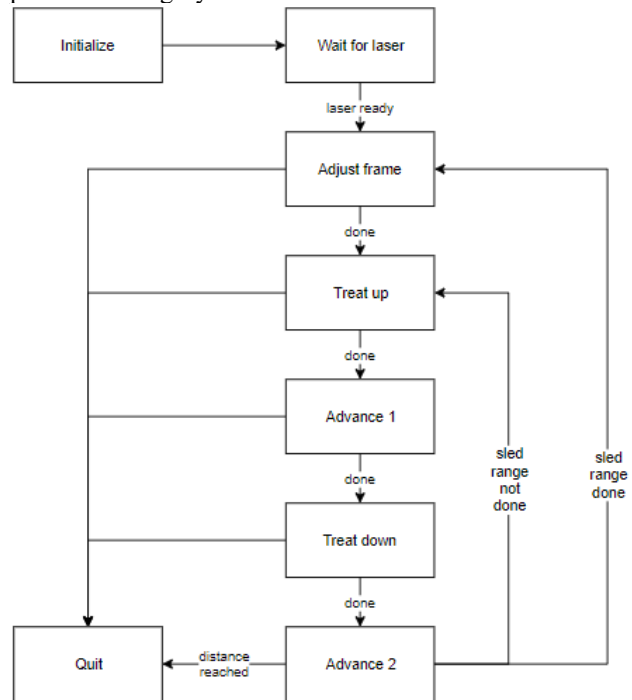 Initialize
Wait for laser
laser ready
Adjust frame
done
Treat up
done
Advance 1
sled
range
not
done
sled
range
done
done
Treat down
done
Quit
distance
reached
Advance 2